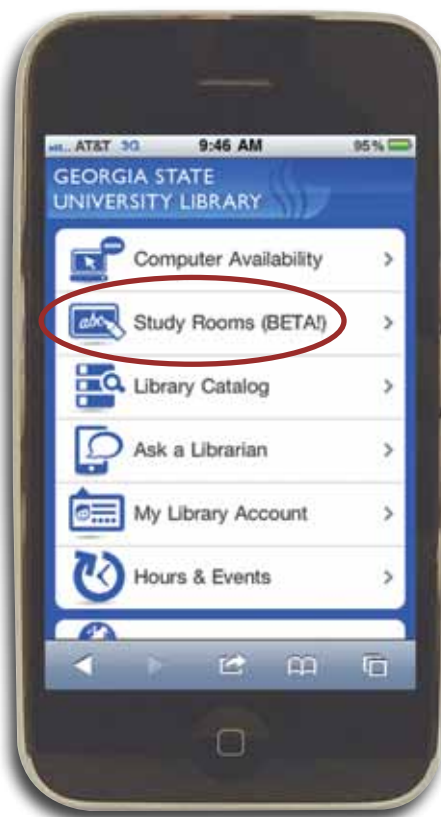 AT&T 3G 9:46 AM 95%
GEORGIA STATE
UNIVERSITY LIBRARY
Computer Availability >
abc Study Rooms (BETA!) >
Library Catalog >
Ask a Librarian >
My Library Account >
Hours & Events >